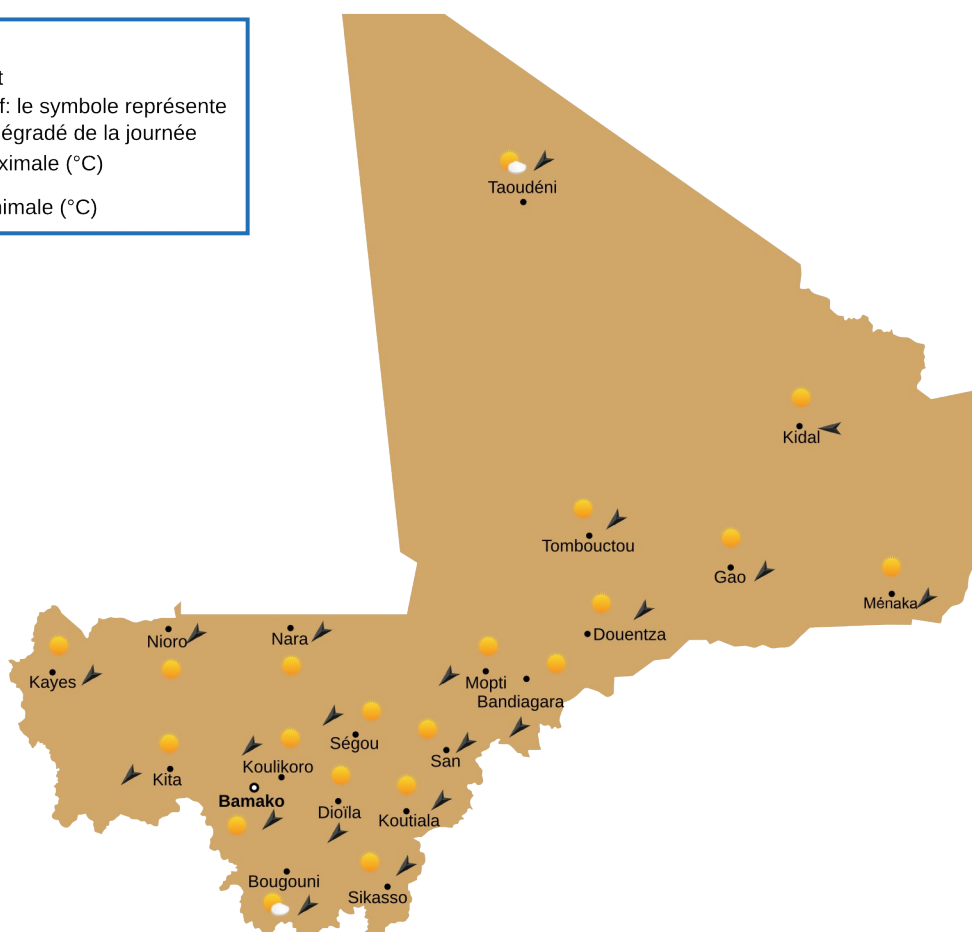 t
f: le symbole représente
égradé de la journée
ximale (°C)
imale (°C)
Taoudéni
Kidal
Tombouctou
Gao
Ménaka
Douentza
Nioro
Nara
Kayes
Mopti
Bandiagara
Ségou
San
Koulikoro
Kita
Bamako
Dioïla
Koutiala
Bougouni
Sikasso